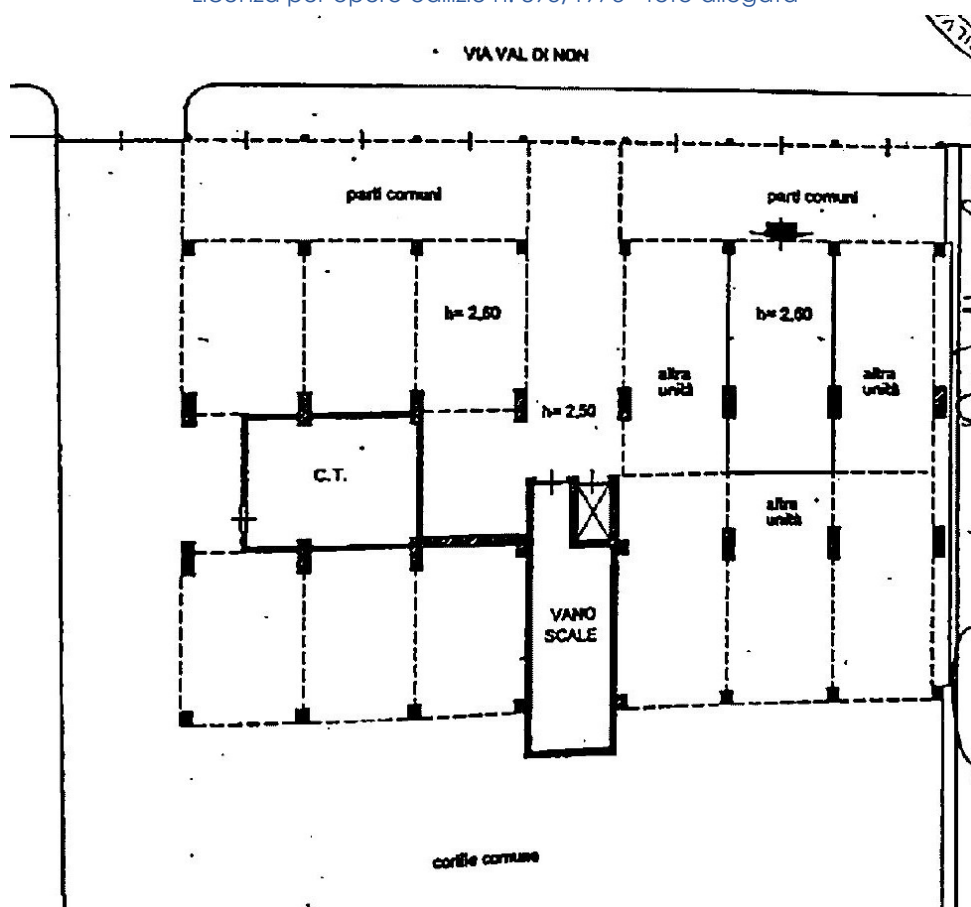 VIA VAL DI NON
parti comuni
parti comuni
h= 2,60
h= 2,60
altra
unità
altra
unità
h= 2,50
C.T.
altra
unità
VANO
SCALE
cortile comune